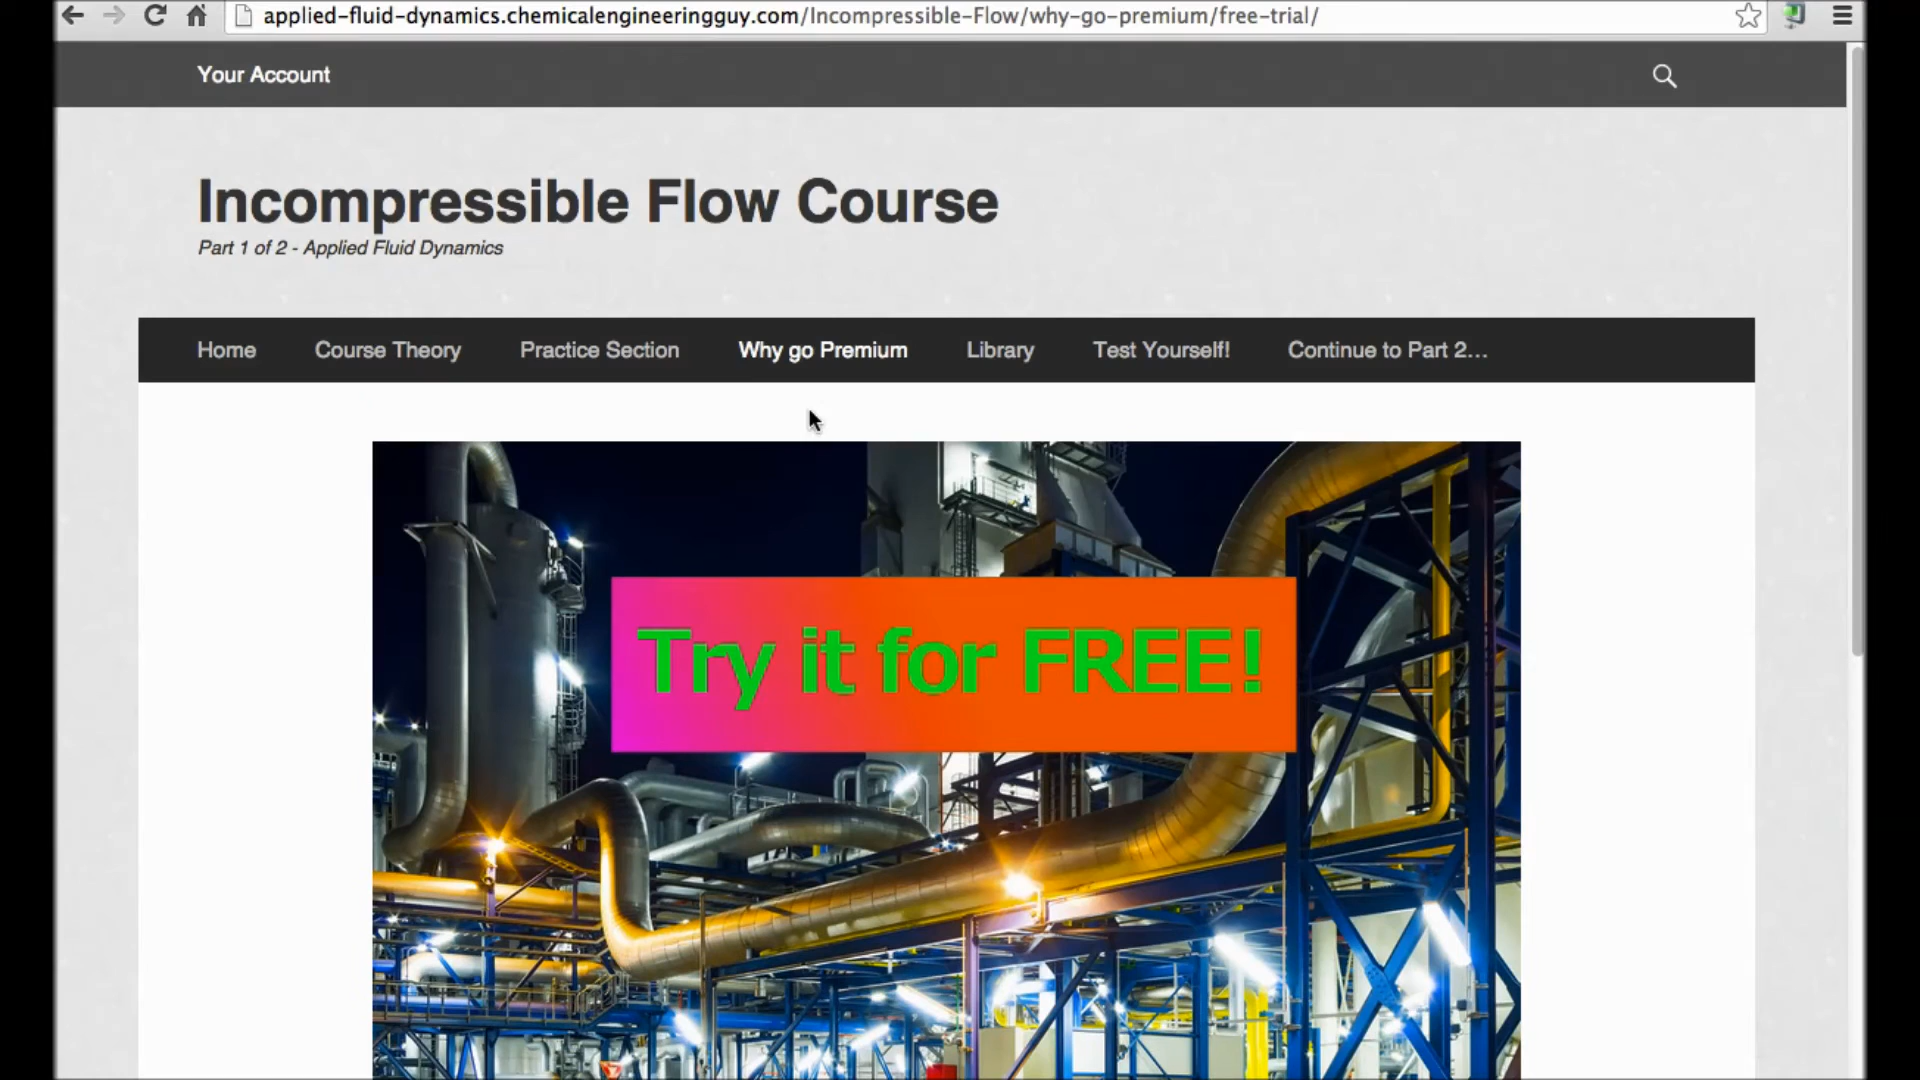 applied-fluid-dynamics.chemicalengineeringguy.com/Incompressible-Flow/why-go-premium/free-trial/
Your Account
Incompressible Flow Course
Part 1 of 2 - Applied Fluid Dynamics
Home Course Theory Practice Section Why go Premium Library Test Yourself! Continue to Part 2...
Try it for FREE!